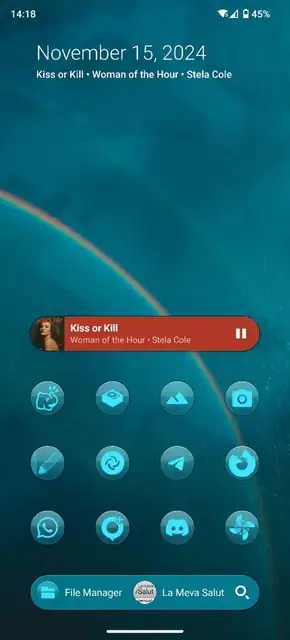 14:18
45%
November 15, 2024
Kiss or Kill • Woman of the Hour • Stela Cole
Kiss or Kill
Woman of the Hour • Stela Cole
File Manager
/Salut
La Meva Salut